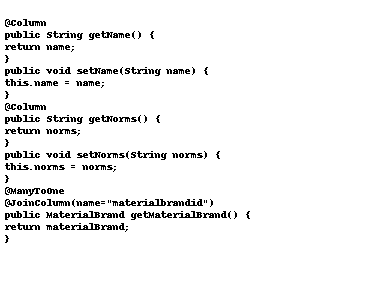 @Column
public String getName() {
return name;
}
public void setName(String name) {
this.name = name;
}
@Column
public String getNorms() {
return norms;
}
public void setNorms(String norms) {
this.norms = norms;
}
@ManyToOne
@JoinColumn(name="materialbrandid")
public MaterialBrand getMaterialBrand() {
return materialBrand;
}